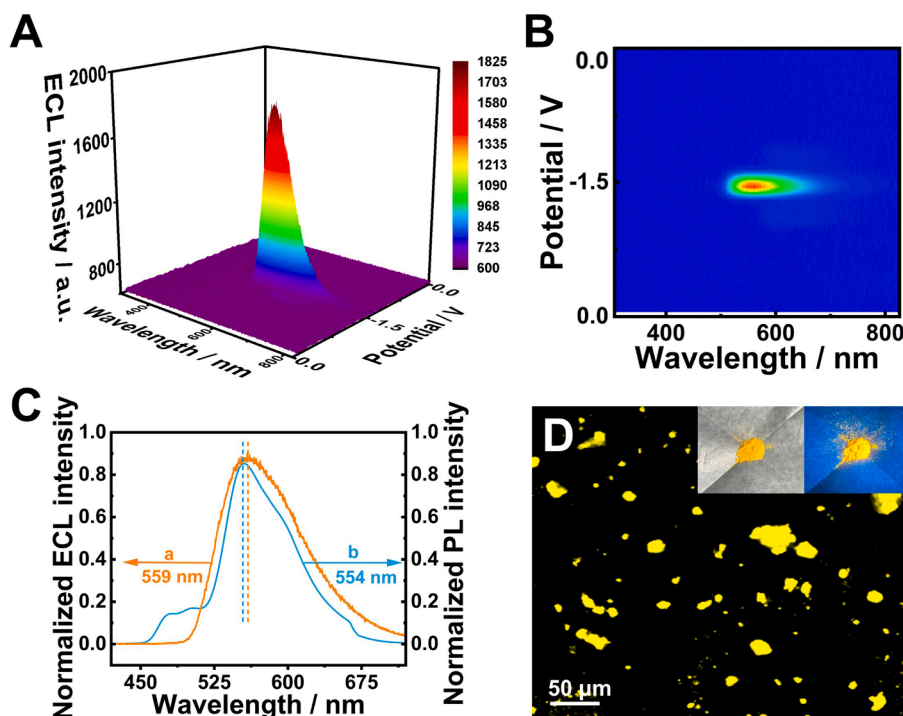 A
ECL intensity / a.u.
2000
1600
1200
800
400
600
800
Wavelength / nm
0.0
-1.5
0.0
Potential / V
1825
1703
1580
1458
1335
1213
1090
968
845
723
600
B
Potential / V
0.0
-1.5
0.0
400
600
800
Wavelength / nm
C
Normalized ECL intensity
1.0
0.8
0.6
0.4
0.2
0.0
a
559 nm
b
554 nm
1.0
0.8
0.6
0.4
0.2
0.0
Normalized PL intensity
450
525
600
675
Wavelength / nm
D
50 μm